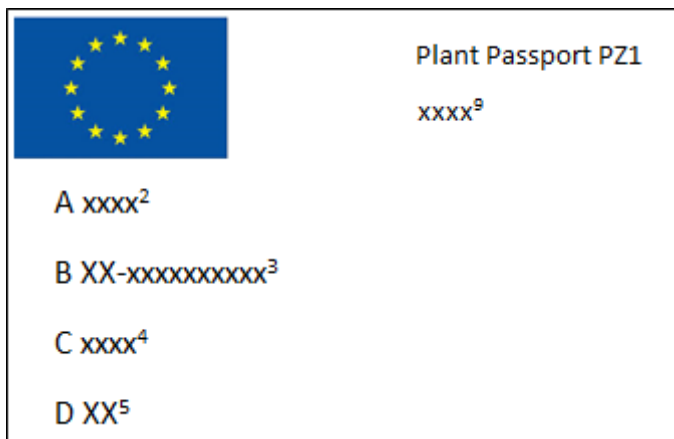 Plant Passport PZ1
xxxx⁹
A xxxx²
B XX-xxxxxxxxxx³
C xxxx⁴
D XX⁵